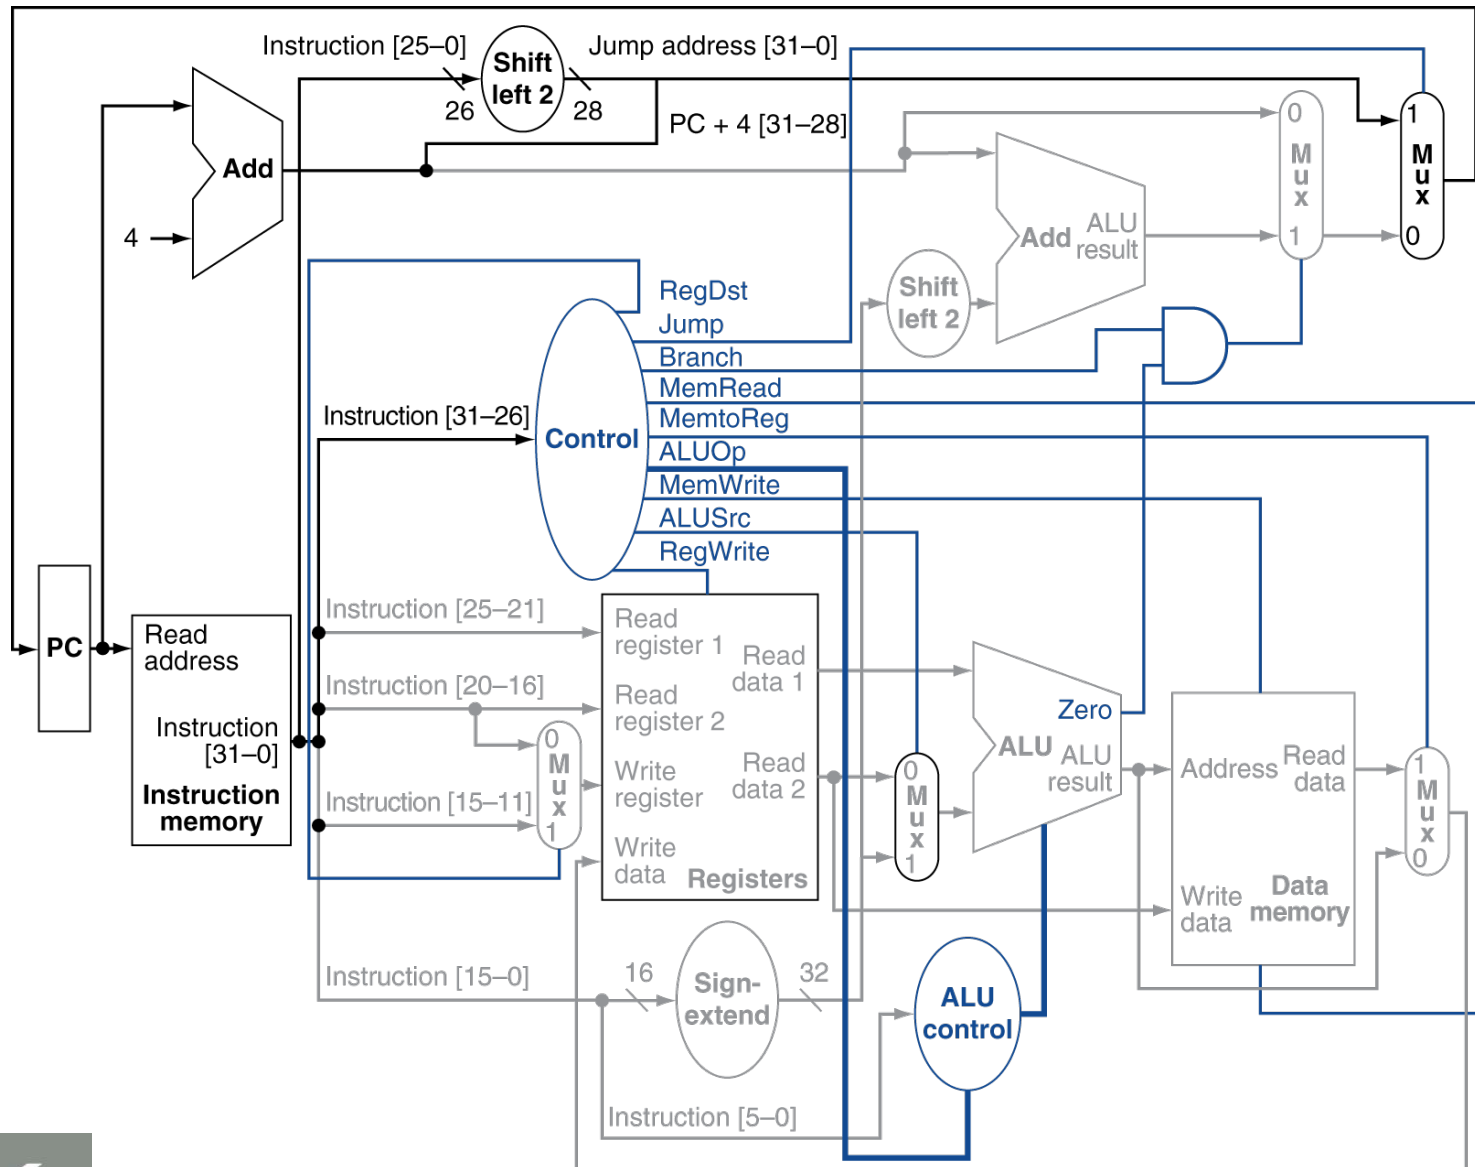 Instruction [25–0]
Shift
left 2
Jump address [31–0]
26
28
PC + 4 [31–28]
Add
4
0
M
u
x
1
1
M
u
x
0
Add
ALU
result
Shift
left 2
RegDst
Jump
Branch
MemRead
MemtoReg
ALUOp
MemWrite
ALUSrc
RegWrite
Instruction [31–26]
Control
PC
Read
address
Instruction
[31–0]
Instruction
memory
Instruction [25–21]
Instruction [20–16]
Instruction [15–11]
0
M
u
x
1
Read
register 1
Read
register 2
Write
register
Write
data
Read
data 1
Read
data 2
Registers
0
M
u
x
1
Zero
ALU
ALU
result
Address
Read
data
Write
data
Data
memory
1
M
u
x
0
Instruction [15–0]
16
Sign-
extend
32
ALU
control
Instruction [5–0]